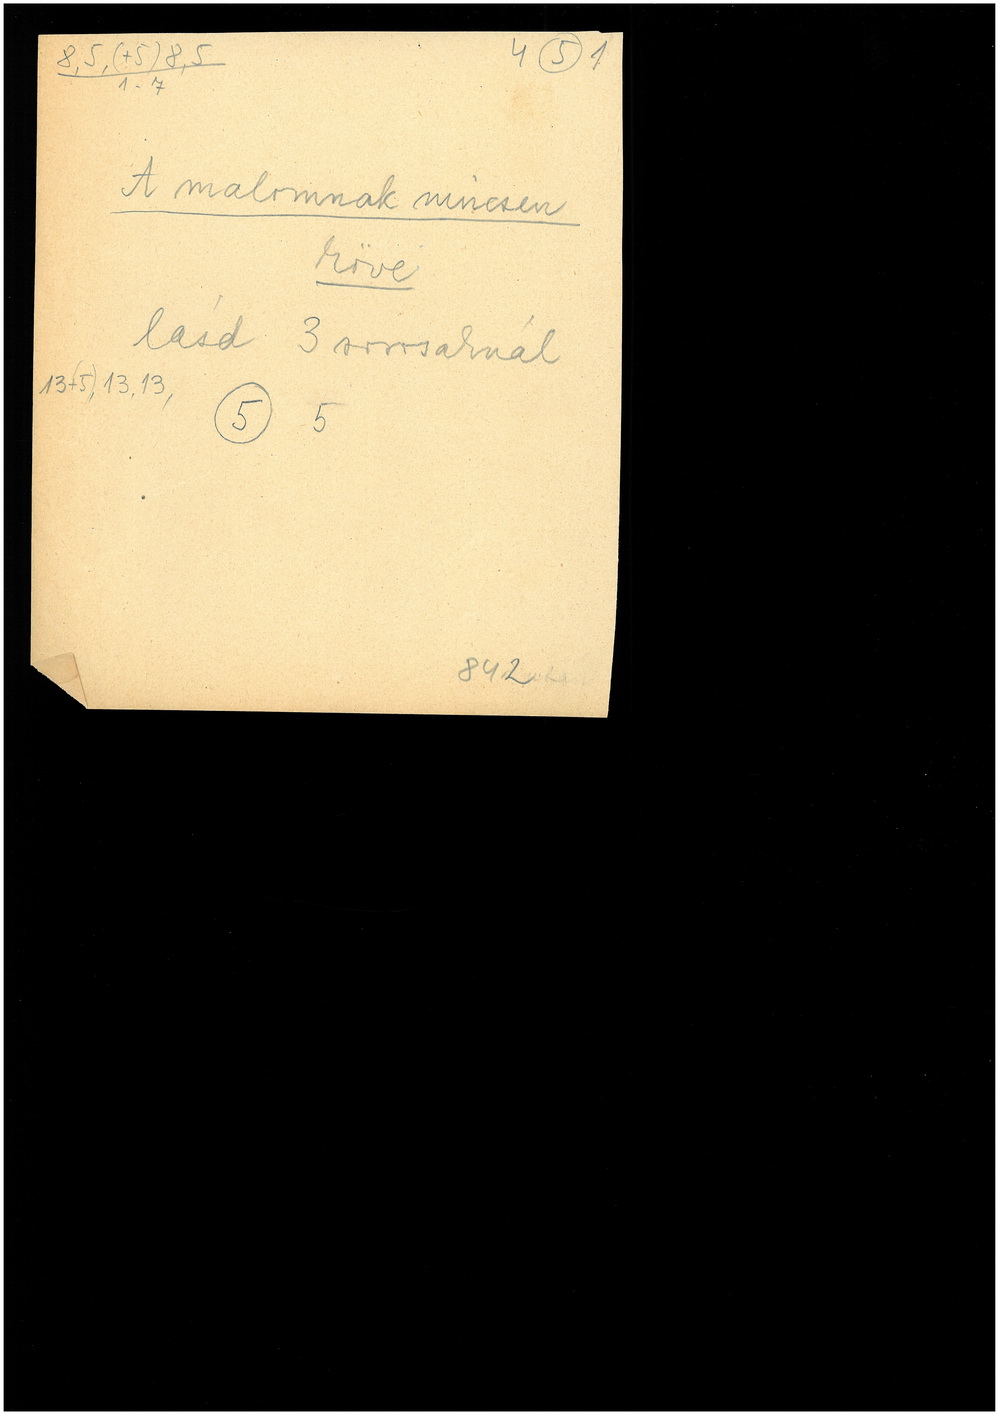 8,5,(+5)8,5 4 5 1
1-7
A malomnak nincsen
köve
lásd 3 sorosaknál
13(+5), 13, 13,
5 5
842